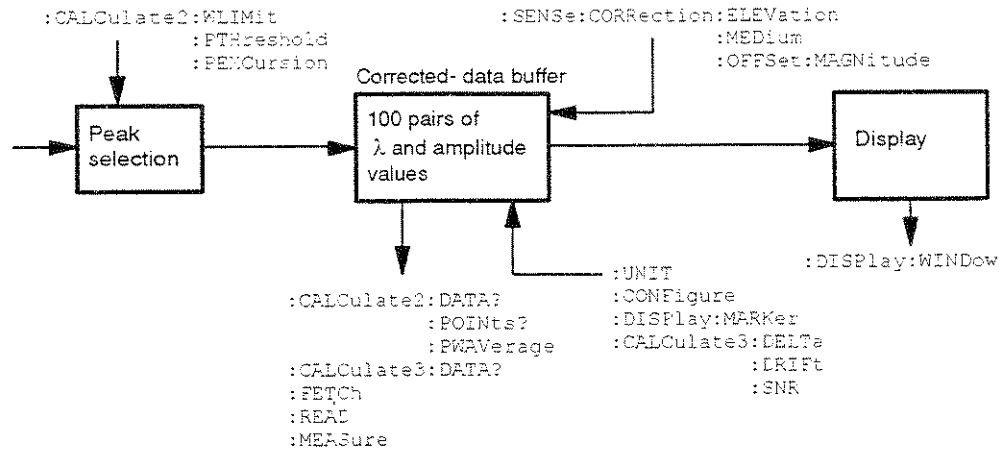 :CALCulate2:WLIMit
:PTHreshold
:PEXCursion
:SENSe:CORRection:ELEVation
:MEDium
:OFFSet:MAGNitude
Corrected- data buffer
Peak
selection
100 pairs of
λ and amplitude
values
Display
:CALCulate2:DATA?
:POINts?
:PWAVerage
:CALCulate3:DATA?
:FETCh
:READ
:MEASure
:UNIT
:CONFigure
:DISPlay:MARKer
:CALCulate3:DELTa
:DRIFt
:SNR
:DISPlay:WINDow